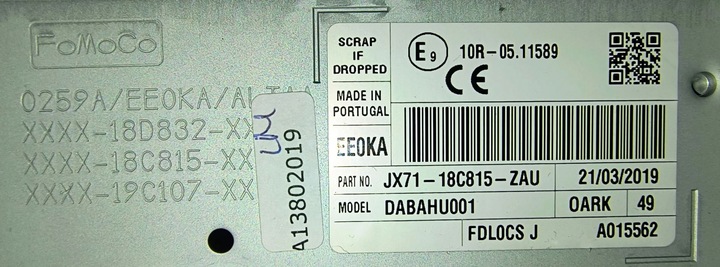 FoMoCo
0259A/EE0KA/ALTA
XXXX-18D832-XX
XXXX-18C815-XX
XXXX-19C107-XX
A13802019
SCRAP
IF
DROPPED
E9 10R-05.11589
CE
MADE IN
PORTUGAL
EE0KA
PART NO. JX71-18C815-ZAU 21/03/2019
MODEL DABAHU001 OARK 49
FDL0CS J A015562